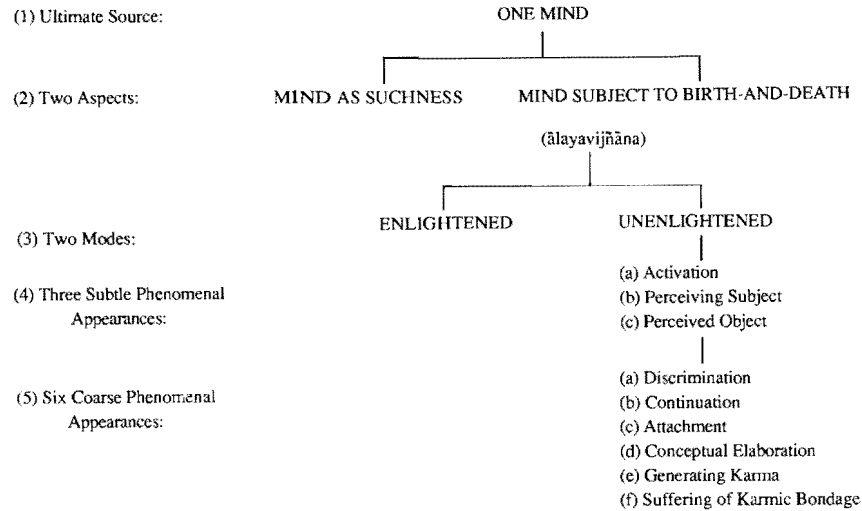 (1) Ultimate Source: ONE MIND
(2) Two Aspects: MIND AS SUCHNESS MIND SUBJECT TO BIRTH-AND-DEATH
(ālayavijñāna)
ENLIGHTENED UNENLIGHTENED
(3) Two Modes:
(a) Activation
(4) Three Subtle Phenomenal (b) Perceiving Subject
Appearances: (c) Perceived Object
(a) Discrimination
(5) Six Coarse Phenomenal (b) Continuation
Appearances: (c) Attachment
(d) Conceptual Elaboration
(e) Generating Karma
(f) Suffering of Karmic Bondage